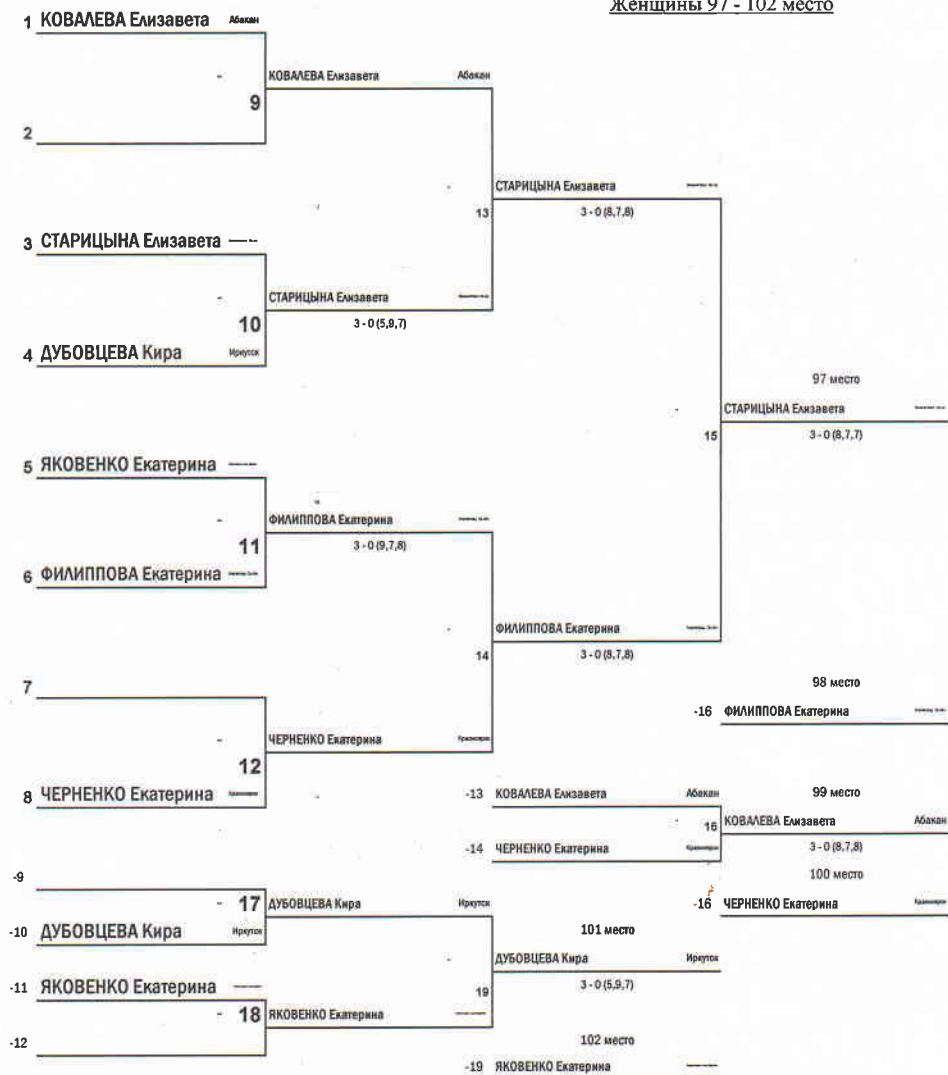 Женщины 97 - 102 место
1 КОВАЛЕВА Елизавета Абакан
КОВАЛЕВА Елизавета Абакан
9
2
СТАРИЦЫНА Елизавета
13 3 - 0 (8,7,8)
3 СТАРИЦЫНА Елизавета
СТАРИЦЫНА Елизавета
10 3 - 0 (5,9,7)
4 ДУБОВЦЕВА Кира Иркутск
97 место
СТАРИЦЫНА Елизавета
15 3 - 0 (8,7,7)
5 ЯКОВЕНКО Екатерина
ФИЛИППОВА Екатерина
11 3 - 0 (9,7,8)
6 ФИЛИППОВА Екатерина
ФИЛИППОВА Екатерина
14 3 - 0 (8,7,8)
7
98 место
-16 ФИЛИППОВА Екатерина
ЧЕРНЕНКО Екатерина Красноярск
12
8 ЧЕРНЕНКО Екатерина Красноярск
-13 КОВАЛЕВА Елизавета Абакан
99 место
16 КОВАЛЕВА Елизавета Абакан
-14 ЧЕРНЕНКО Екатерина Красноярск
3 - 0 (8,7,8)
100 место
-16 ЧЕРНЕНКО Екатерина Красноярск
-9
- 17 ДУБОВЦЕВА Кира Иркутск
-10 ДУБОВЦЕВА Кира Иркутск
101 место
ДУБОВЦЕВА Кира Иркутск
19 3 - 0 (5,9,7)
-11 ЯКОВЕНКО Екатерина
- 18 ЯКОВЕНКО Екатерина
-12
102 место
-19 ЯКОВЕНКО Екатерина